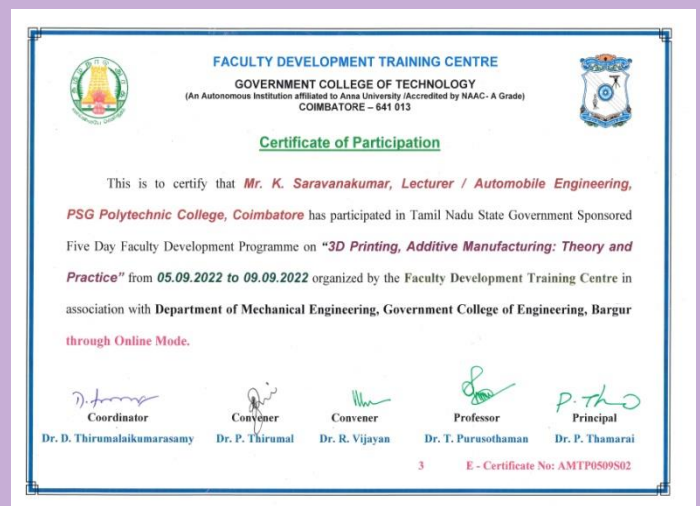 FACULTY DEVELOPMENT TRAINING CENTRE
GOVERNMENT COLLEGE OF TECHNOLOGY
(An Autonomous Institution affiliated to Anna University /Accredited by NAAC- A Grade)
COIMBATORE – 641 013
Certificate of Participation
This is to certify that Mr. K. Saravanakumar, Lecturer / Automobile Engineering,
PSG Polytechnic College, Coimbatore has participated in Tamil Nadu State Government Sponsored
Five Day Faculty Development Programme on “3D Printing, Additive Manufacturing: Theory and
Practice” from 05.09.2022 to 09.09.2022 organized by the Faculty Development Training Centre in
association with Department of Mechanical Engineering, Government College of Engineering, Bargur
through Online Mode.
Coordinator Convener Convener Professor Principal
Dr. D. Thirumalaikumarasamy Dr. P. Thirumal Dr. R. Vijayan Dr. T. Purusothaman Dr. P. Thamarai
3 E - Certificate No: AMTP0509S02